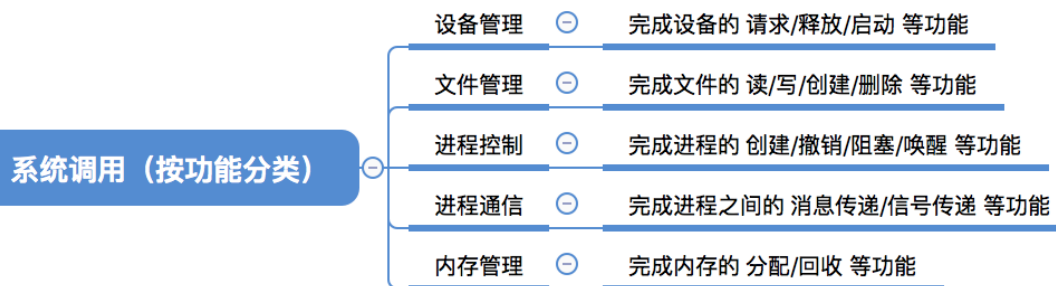 设备管理 完成设备的 请求/释放/启动 等功能
文件管理 完成文件的 读/写/创建/删除 等功能
系统调用（按功能分类）
进程控制 完成进程的 创建/撤销/阻塞/唤醒 等功能
进程通信 完成进程之间的 消息传递/信号传递 等功能
内存管理 完成内存的 分配/回收 等功能